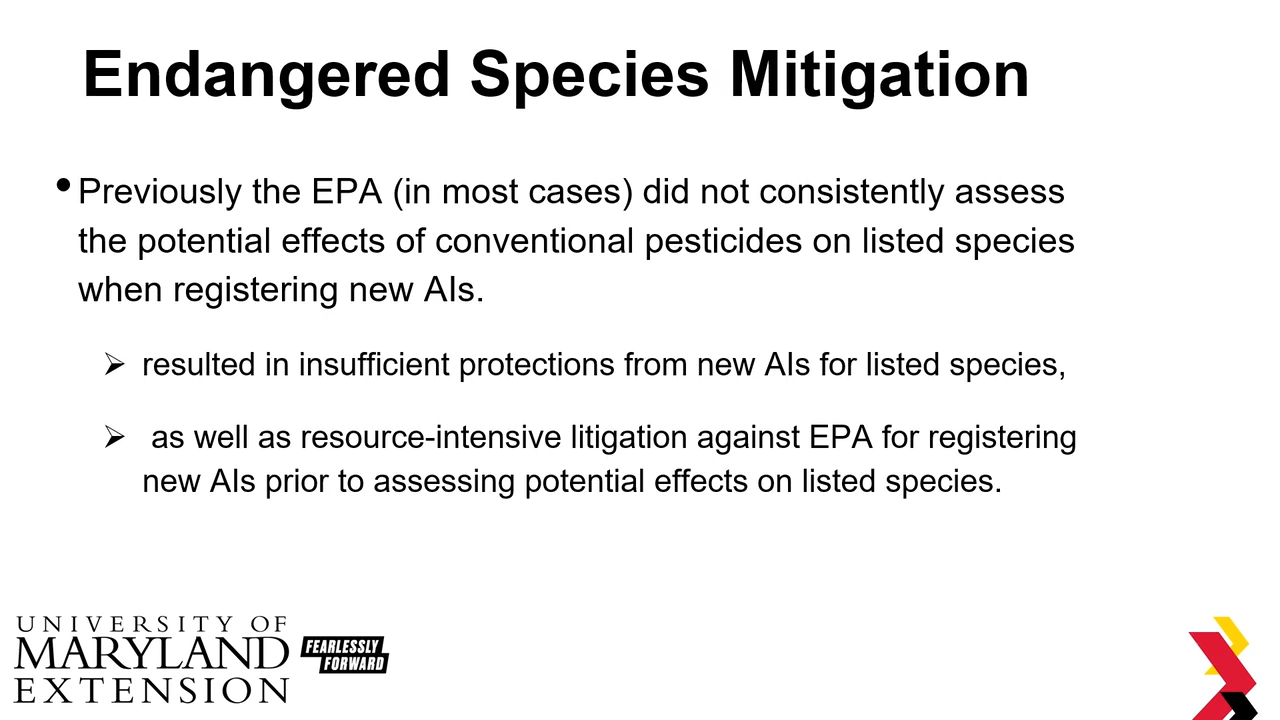 Endangered Species Mitigation
• Previously the EPA (in most cases) did not consistently assess
the potential effects of conventional pesticides on listed species
when registering new AIs.
➢ resulted in insufficient protections from new AIs for listed species,
➢ as well as resource-intensive litigation against EPA for registering
new AIs prior to assessing potential effects on listed species.
UNIVERSITY OF
MARYLAND
EXTENSION
FEARLESSLY
FORWARD